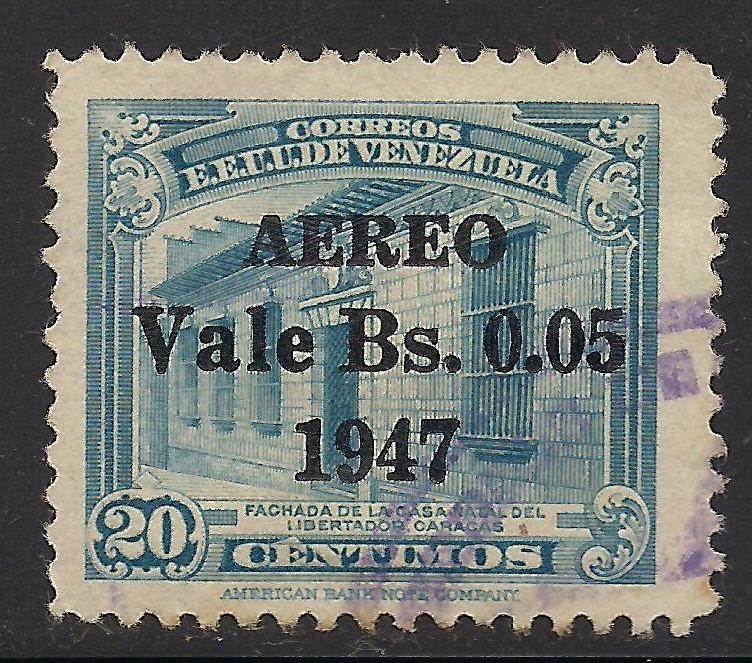 CORREOS
E.E.U.U. DE VENEZUELA
AEREO
Vale Bs. 0.05
1947
FACHADA DE LA CASA NATAL DEL
LIBERTADOR, CARACAS
20
CENTIMOS
AMERICAN BANK NOTE COMPANY